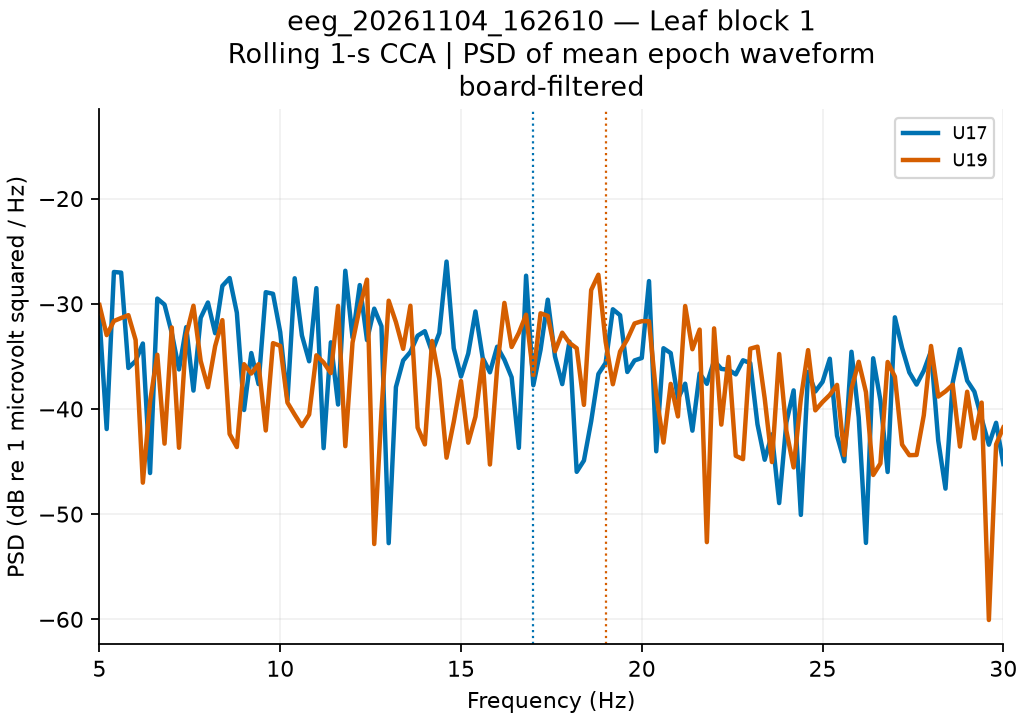 eeg_20261104_162610 — Leaf block 1
Rolling 1-s CCA | PSD of mean epoch waveform
board-filtered
U17
U19
PSD (dB re 1 microvolt squared / Hz)
−20
−30
−40
−50
−60
5
10
15
20
25
30
Frequency (Hz)